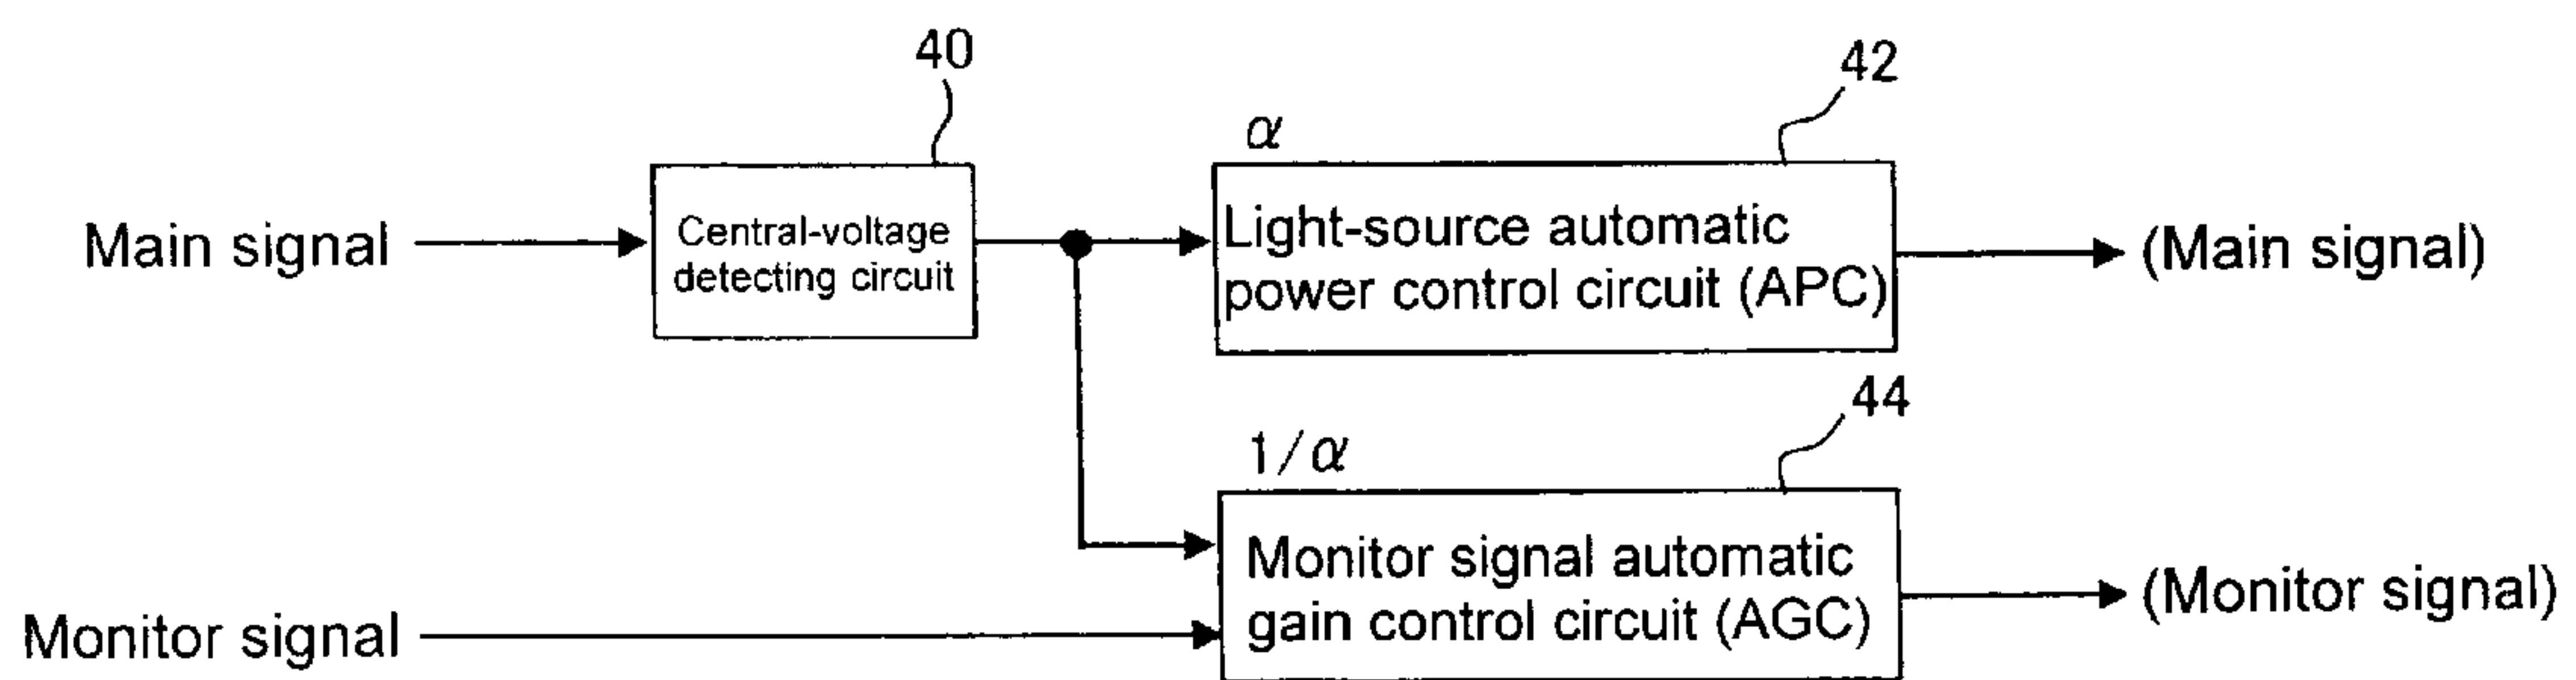 40
42
α
Main signal
Central-voltage
detecting circuit
Light-source automatic
power control circuit (APC)
(Main signal)
44
1/α
Monitor signal automatic
gain control circuit (AGC)
Monitor signal
(Monitor signal)